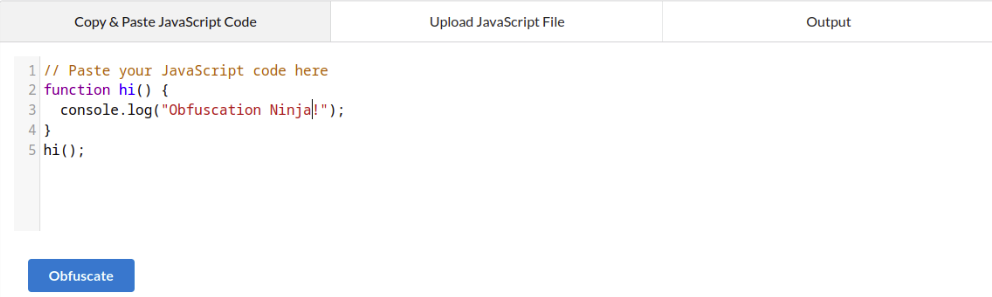 Copy & Paste JavaScript Code
Upload JavaScript File
Output
1 // Paste your JavaScript code here
2 function hi() {
3   console.log("Obfuscation Ninja!");
4 }
5 hi();
Obfuscate